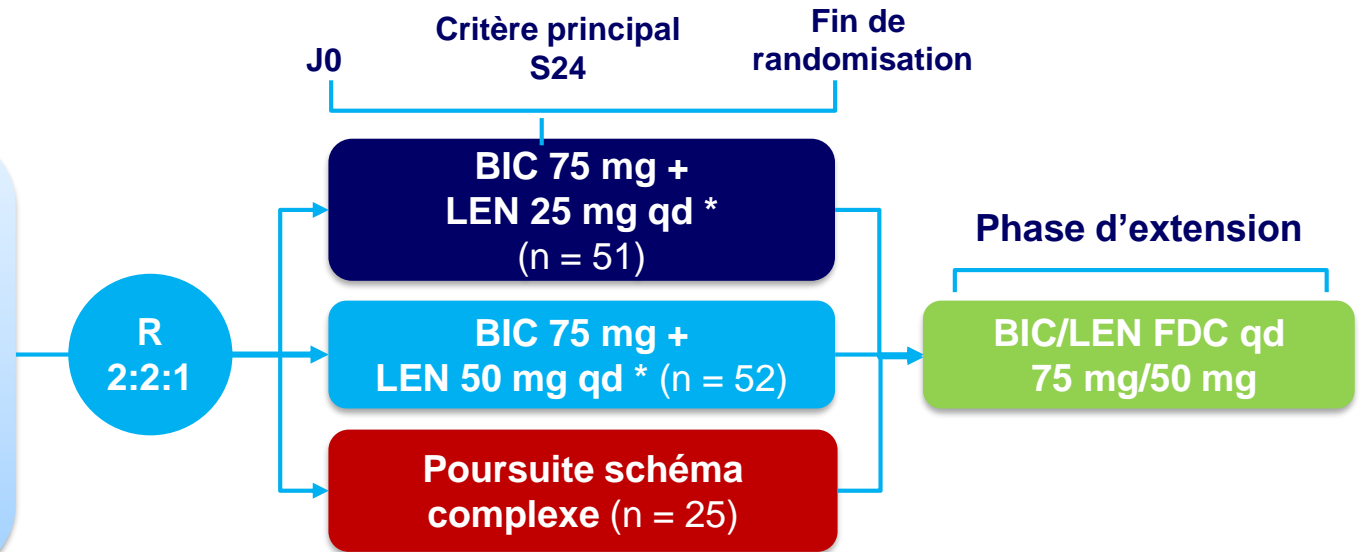 J0
Critère principal
S24
Fin de
randomisation
R
2:2:1
BIC 75 mg +
LEN 25 mg qd *
(n = 51)
BIC 75 mg +
LEN 50 mg qd * (n = 52)
Poursuite schéma
complexe (n = 25)
Phase d’extension
BIC/LEN FDC qd
75 mg/50 mg